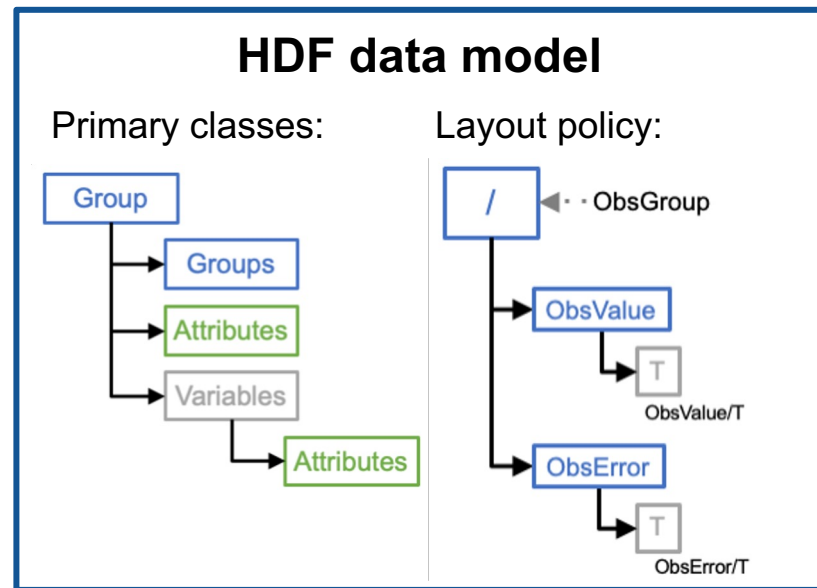 HDF data model
Primary classes:
Group
Groups
Attributes
Variables
Attributes
Layout policy:
/
ObsGroup
ObsValue
T
ObsValue/T
ObsError
T
ObsError/T